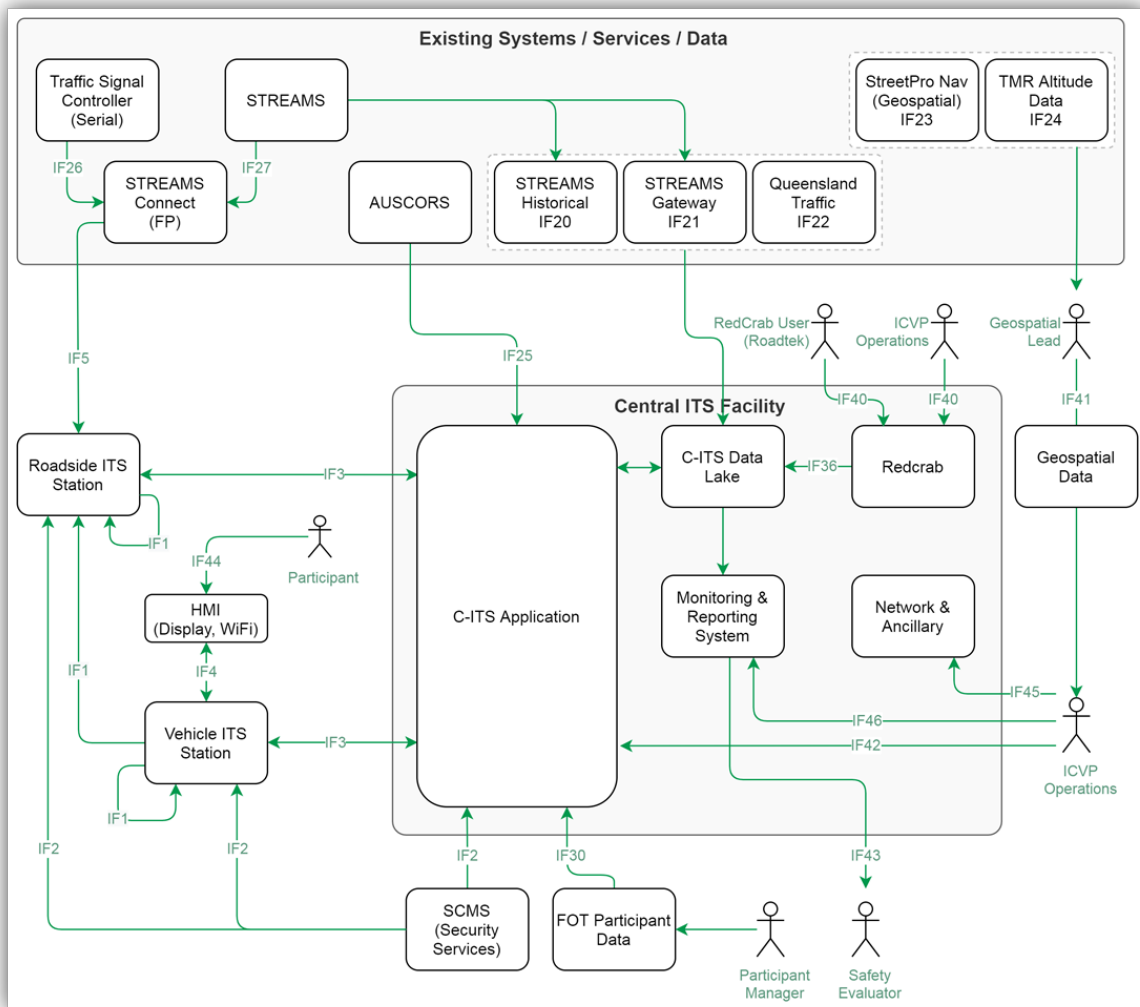 Existing Systems / Services / Data
Traffic Signal
Controller
(Serial)
STREAMS
StreetPro Nav
(Geospatial)
IF23
TMR Altitude
Data
IF24
IF26
IF27
STREAMS
Connect
(FP)
AUSCORS
STREAMS
Historical
IF20
STREAMS
Gateway
IF21
Queensland
Traffic
IF22
RedCrab User
(Roadtek)
ICVP
Operations
Geospatial
Lead
IF5
IF25
IF40
IF40
IF41
Central ITS Facility
Roadside ITS
Station
IF3
C-ITS Data
Lake
IF36
Redcrab
Geospatial
Data
IF1
IF44
Participant
HMI
(Display, WiFi)
C-ITS Application
Monitoring &
Reporting
System
Network &
Ancillary
IF1
IF4
IF45
Vehicle ITS
Station
IF3
IF46
IF42
ICVP
Operations
IF1
IF2
IF2
IF2
IF30
IF43
SCMS
(Security
Services)
FOT Participant
Data
Participant
Manager
Safety
Evaluator